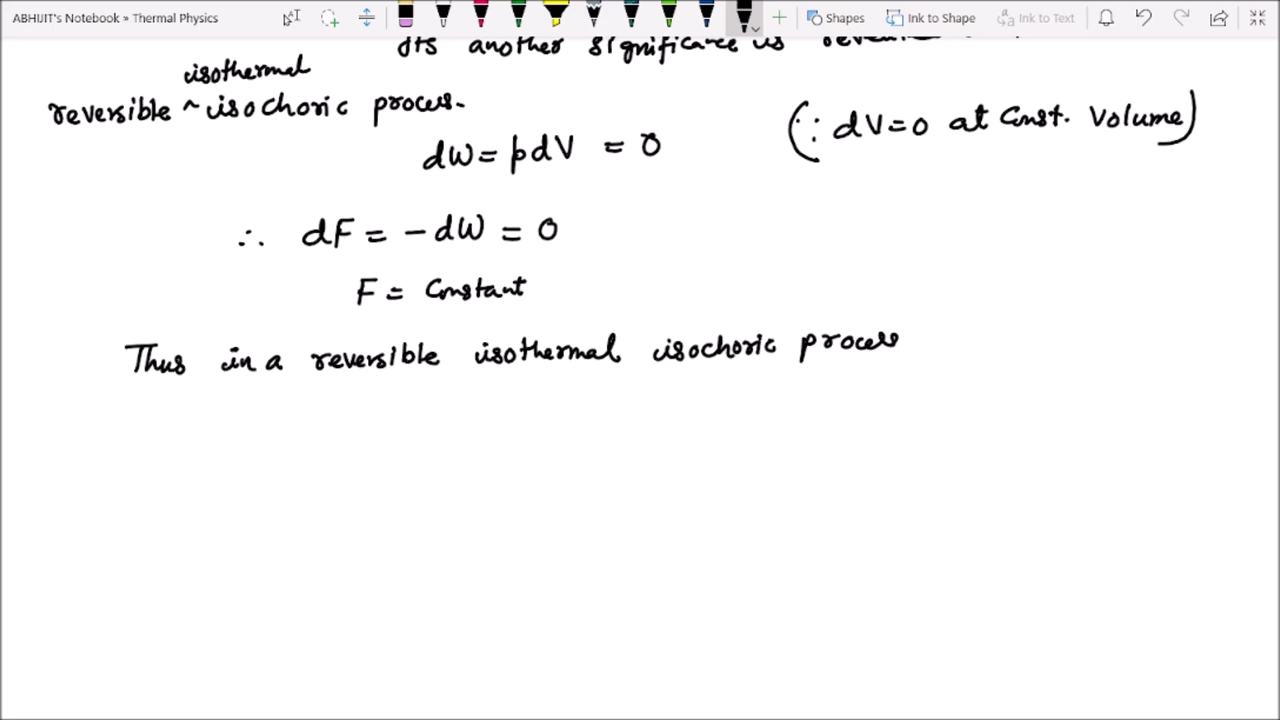 ABHIJIT's Notebook » Thermal Physics
Shapes
Ink to Shape
Ink to Text
Its another significance is
isothermal
reversible ^ isochoric process.
dW = pdV = 0 (∵ dV=0 at Const. Volume)
∴ dF = - dW = 0
F = Constant
Thus in a reversible isothermal isochoric process